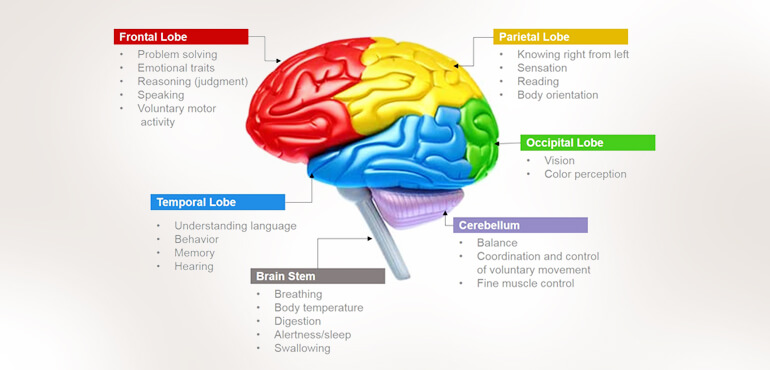 Frontal Lobe
• Problem solving
• Emotional traits
• Reasoning (judgment)
• Speaking
• Voluntary motor
activity
Parietal Lobe
• Knowing right from left
• Sensation
• Reading
• Body orientation
Occipital Lobe
• Vision
• Color perception
Temporal Lobe
• Understanding language
• Behavior
• Memory
• Hearing
Cerebellum
• Balance
• Coordination and control
of voluntary movement
• Fine muscle control
Brain Stem
• Breathing
• Body temperature
• Digestion
• Alertness/sleep
• Swallowing